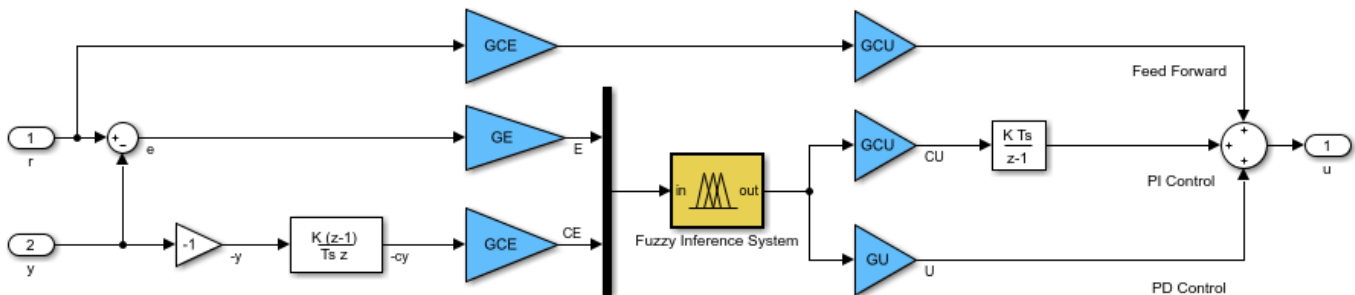 GCE
GCU
Feed Forward
1
r
+
−
e
GE
E
GCU
CU
K Ts
z-1
PI Control
+
+
+
1
u
in
out
Fuzzy Inference System
2
y
-1
-y
K (z-1)
Ts z
-cy
GCE
CE
GU
U
PD Control